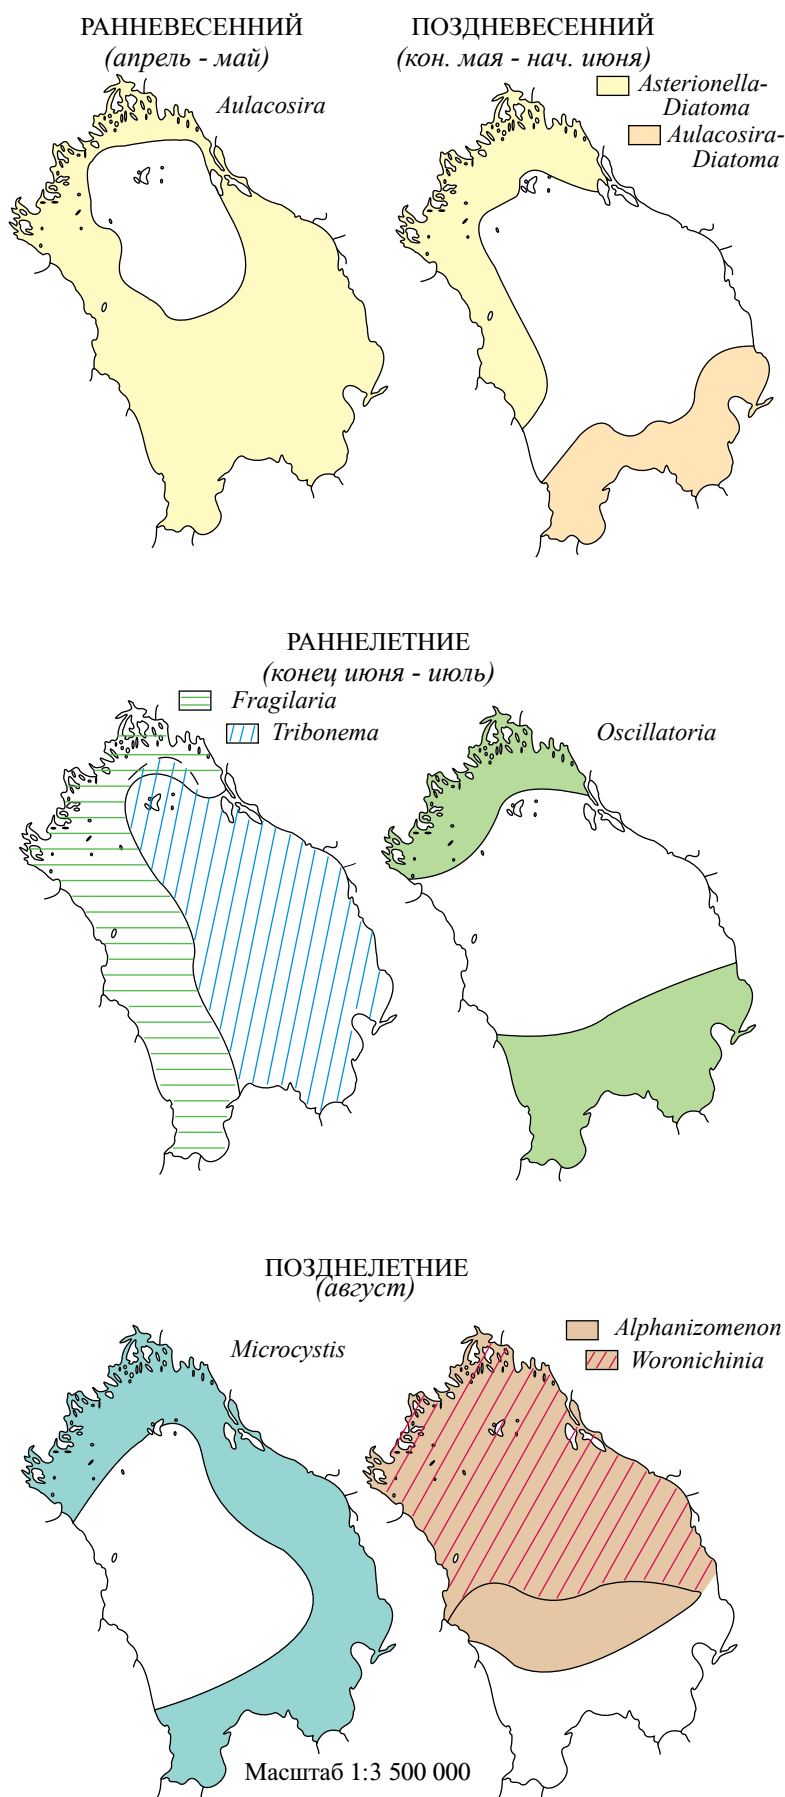 РАННЕВЕСЕННИЙ
(апрель - май)
Aulacosira
ПОЗДНЕВЕСЕННИЙ
(кон. мая - нач. июня)
Asterionella-
Diatoma
Aulacosira-
Diatoma
РАННЕЛЕТНИЕ
(конец июня - июль)
Fragilaria
Tribonema
Oscillatoria
ПОЗДНЕЛЕТНИЕ
(август)
Microcystis
Alphanizomenon
Woronichinia
Масштаб 1:3 500 000